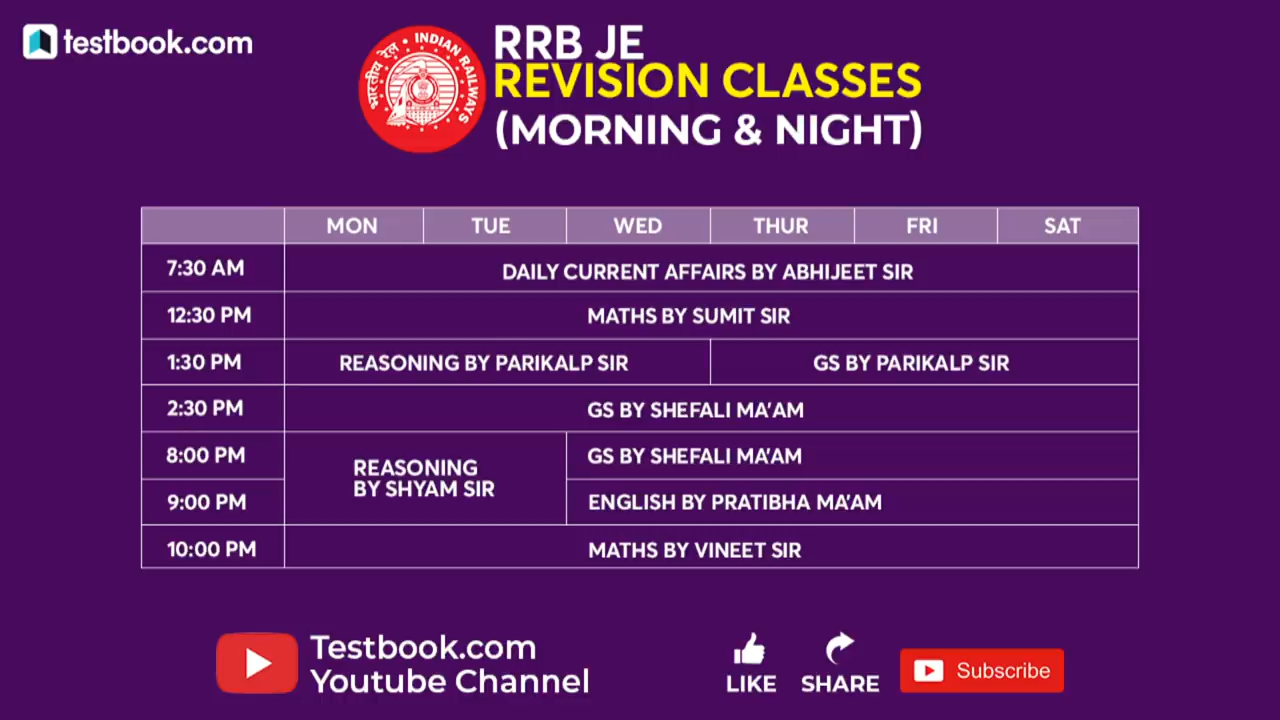 testbook.com
भारतीय रेल • INDIAN RAILWAYS
RRB JE
REVISION CLASSES
(MORNING & NIGHT)
MON TUE WED THUR FRI SAT
7:30 AM DAILY CURRENT AFFAIRS BY ABHIJEET SIR
12:30 PM MATHS BY SUMIT SIR
1:30 PM REASONING BY PARIKALP SIR GS BY PARIKALP SIR
2:30 PM GS BY SHEFALI MA'AM
8:00 PM GS BY SHEFALI MA'AM
REASONING
BY SHYAM SIR
9:00 PM ENGLISH BY PRATIBHA MA'AM
10:00 PM MATHS BY VINEET SIR
Testbook.com
Youtube Channel
LIKE SHARE Subscribe